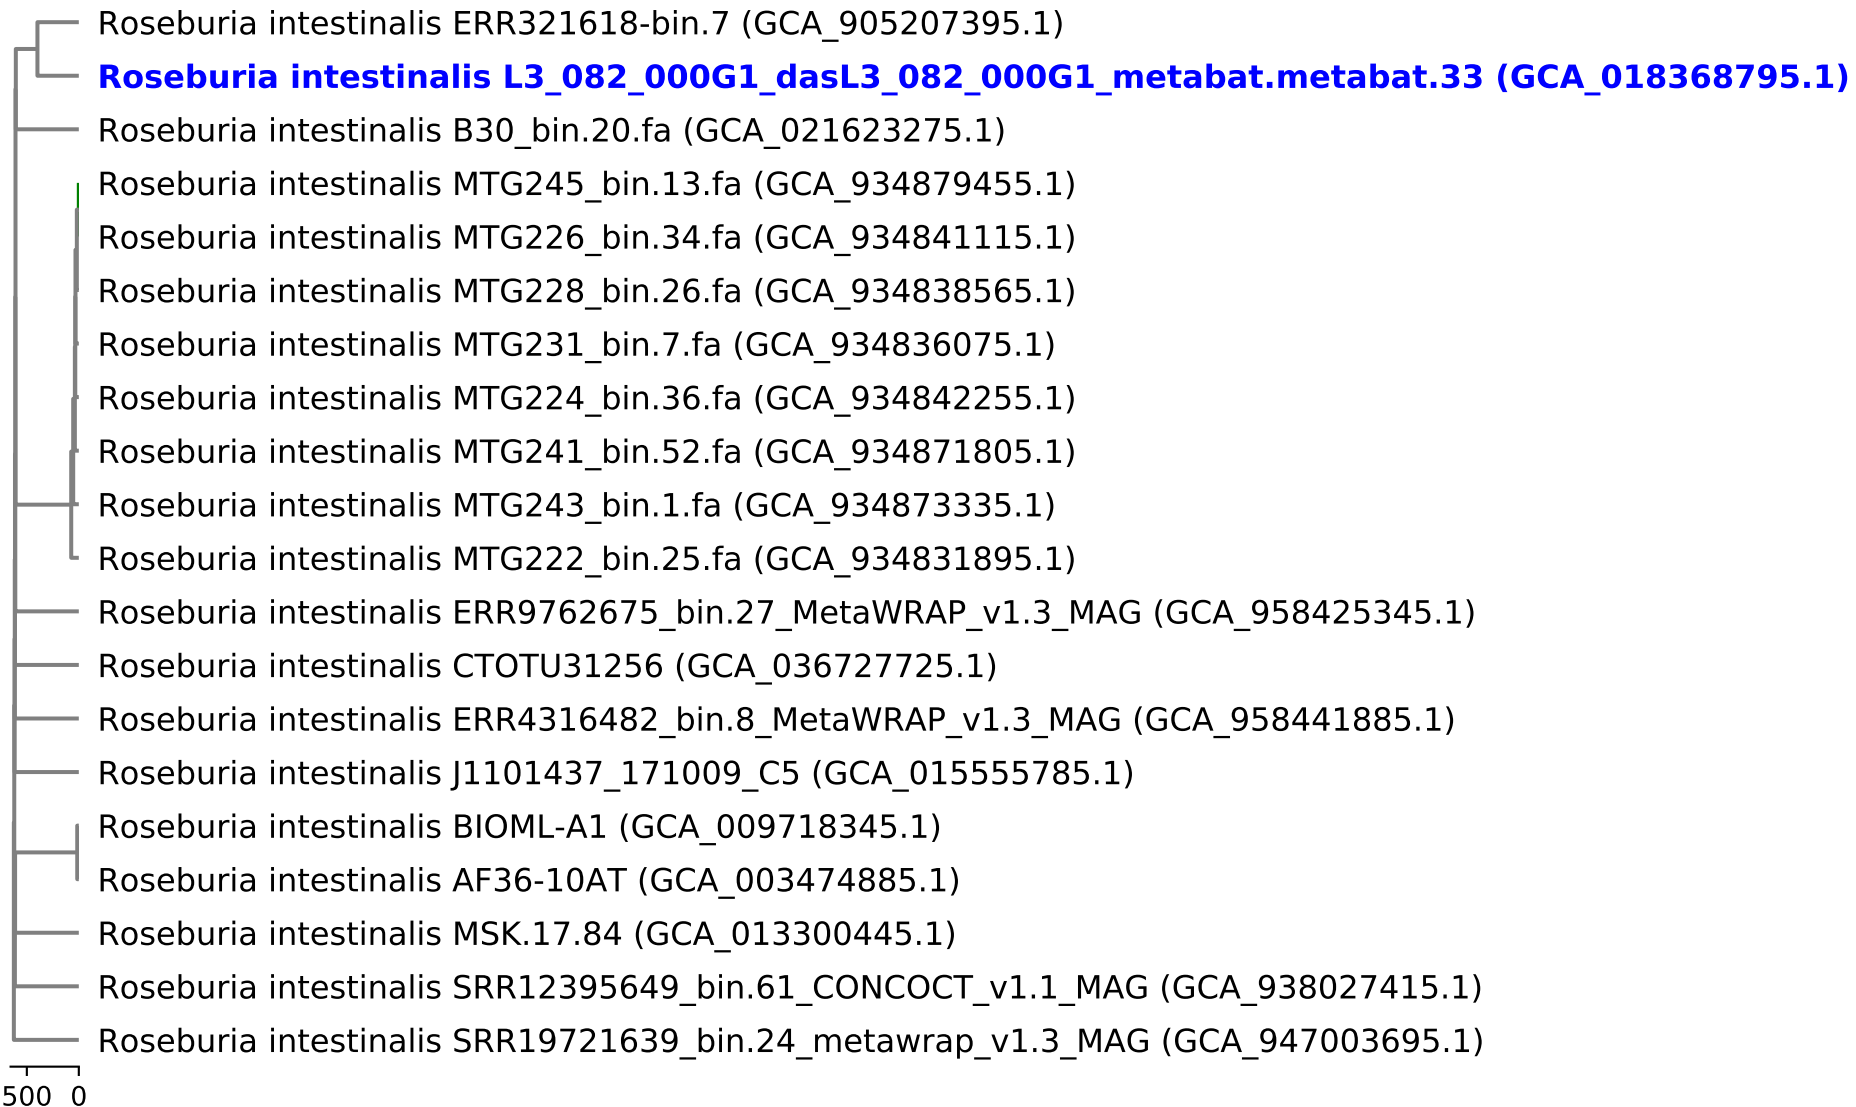 Roseburia intestinalis ERR321618-bin.7 (GCA_905207395.1)
Roseburia intestinalis L3_082_000G1_dasL3_082_000G1_metabat.metabat.33 (GCA_018368795.1)
Roseburia intestinalis B30_bin.20.fa (GCA_021623275.1)
Roseburia intestinalis MTG245_bin.13.fa (GCA_934879455.1)
Roseburia intestinalis MTG226_bin.34.fa (GCA_934841115.1)
Roseburia intestinalis MTG228_bin.26.fa (GCA_934838565.1)
Roseburia intestinalis MTG231_bin.7.fa (GCA_934836075.1)
Roseburia intestinalis MTG224_bin.36.fa (GCA_934842255.1)
Roseburia intestinalis MTG241_bin.52.fa (GCA_934871805.1)
Roseburia intestinalis MTG243_bin.1.fa (GCA_934873335.1)
Roseburia intestinalis MTG222_bin.25.fa (GCA_934831895.1)
Roseburia intestinalis ERR9762675_bin.27_MetaWRAP_v1.3_MAG (GCA_958425345.1)
Roseburia intestinalis CTOTU31256 (GCA_036727725.1)
Roseburia intestinalis ERR4316482_bin.8_MetaWRAP_v1.3_MAG (GCA_958441885.1)
Roseburia intestinalis J1101437_171009_C5 (GCA_015555785.1)
Roseburia intestinalis BIOML-A1 (GCA_009718345.1)
Roseburia intestinalis AF36-10AT (GCA_003474885.1)
Roseburia intestinalis MSK.17.84 (GCA_013300445.1)
Roseburia intestinalis SRR12395649_bin.61_CONCOCT_v1.1_MAG (GCA_938027415.1)
Roseburia intestinalis SRR19721639_bin.24_metawrap_v1.3_MAG (GCA_947003695.1)
500 0